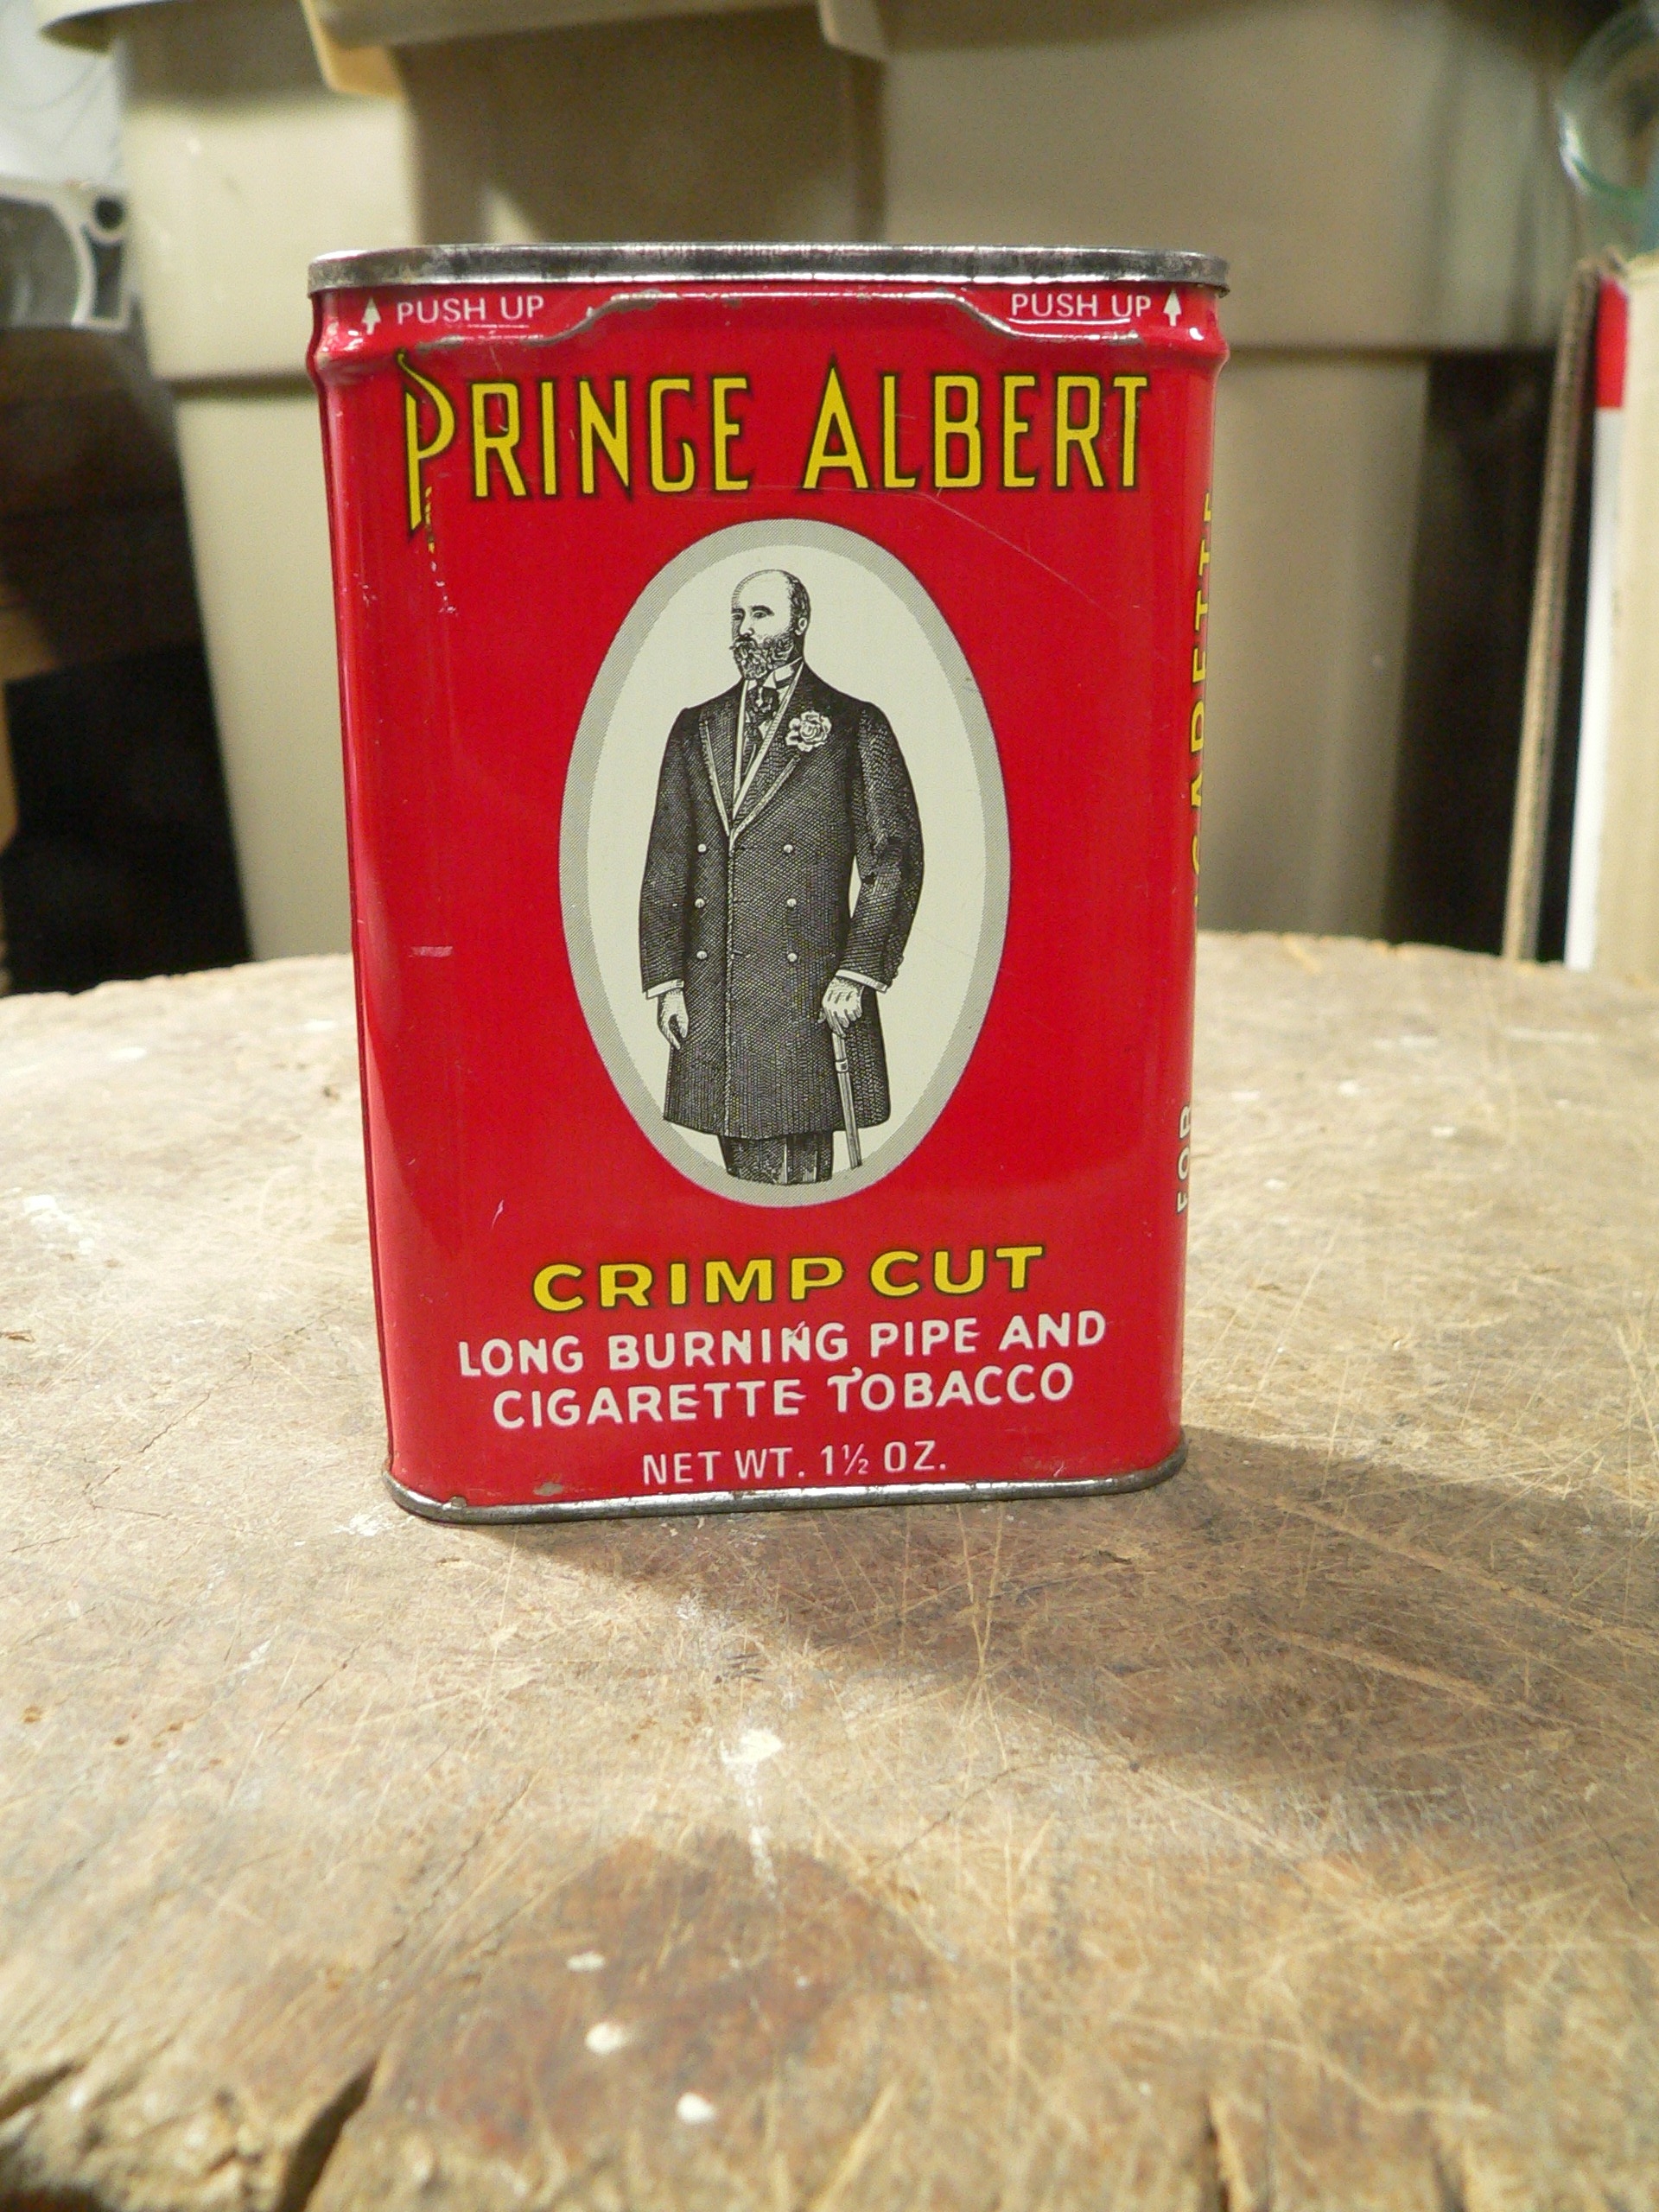 PUSH UP PUSH UP
PRINCE ALBERT
CRIMP CUT
LONG BURNING PIPE AND
CIGARETTE TOBACCO
NET WT. 1½ OZ.
FOR